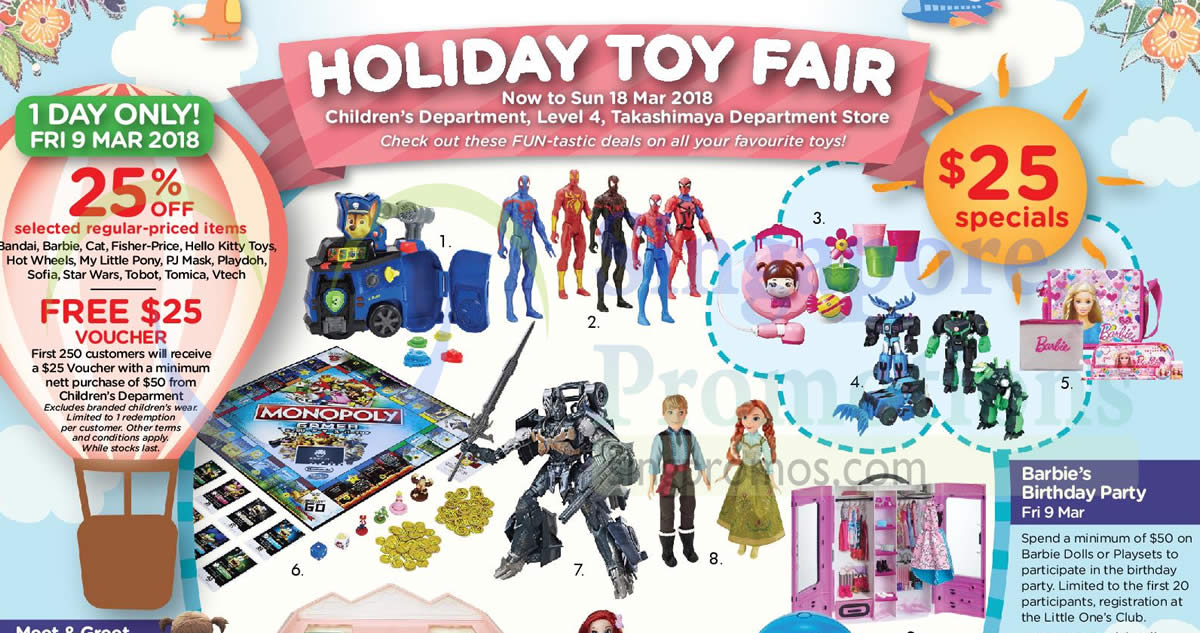 HOLIDAY TOY FAIR
Now to Sun 18 Mar 2018
Children's Department, Level 4, Takashimaya Department Store
Check out these FUN-tastic deals on all your favourite toys!
1 DAY ONLY!
FRI 9 MAR 2018
25% OFF
selected regular-priced items
Bandai, Barbie, Cat, Fisher-Price, Hello Kitty Toys,
Hot Wheels, My Little Pony, PJ Mask, Playdoh,
Sofia, Star Wars, Tobot, Tomica, Vtech
FREE $25
VOUCHER
First 250 customers will receive
a $25 Voucher with a minimum
nett purchase of $50 from
Children's Deparment
Excludes branded children's wear.
Limited to 1 redemption
per customer. Other terms
and conditions apply.
While stocks last.
$25
specials
1.
2.
3.
4.
5.
6.
7.
8.
MONOPOLY
GAMER
GO
Barbie
Barbie
Barbie
Singapore
Promotions
singpromos.com
Barbie's
Birthday Party
Fri 9 Mar
Spend a minimum of $50 on
Barbie Dolls or Playsets to
participate in the birthday
party. Limited to the first 20
participants, registration at
the Little One's Club.
Meet & Greet